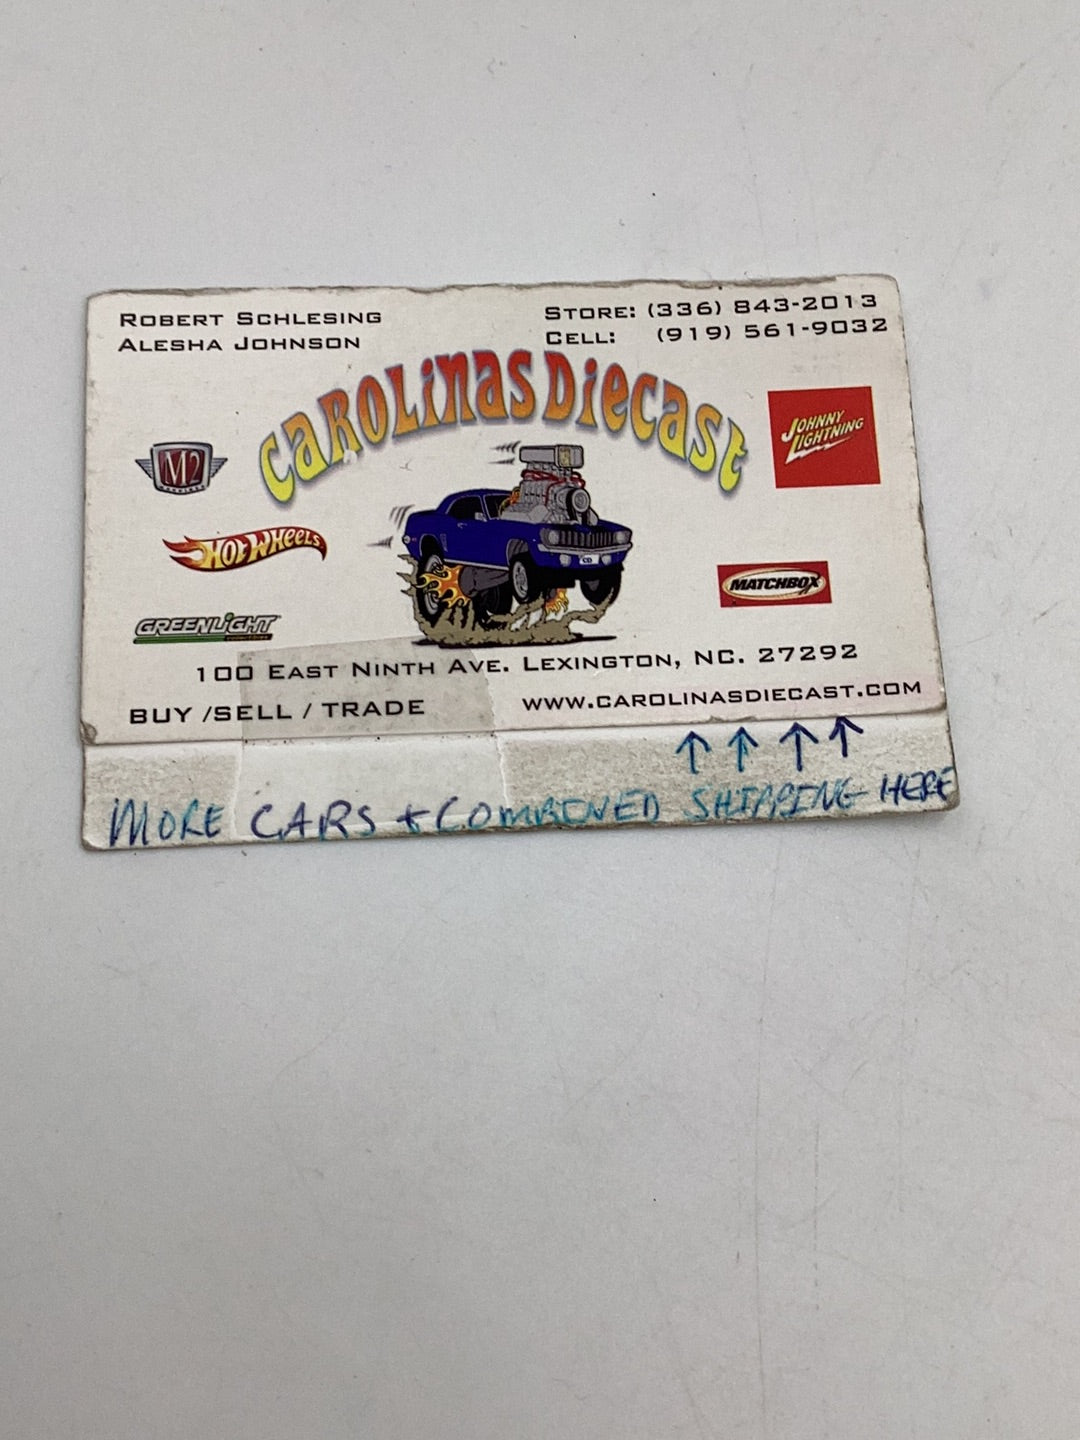 ROBERT SCHLESING
ALESHA JOHNSON
STORE: (336) 843-2013
CELL: (919) 561-9032
CAROLINAS DIECAST
M2
JOHNNY LIGHTNING
HOT WHEELS
MATCHBOX
GREENLIGHT
100 EAST NINTH AVE. LEXINGTON, NC. 27292
BUY /SELL / TRADE
WWW.CAROLINASDIECAST.COM
MORE CARS + COMBINED SHIPPING HERE